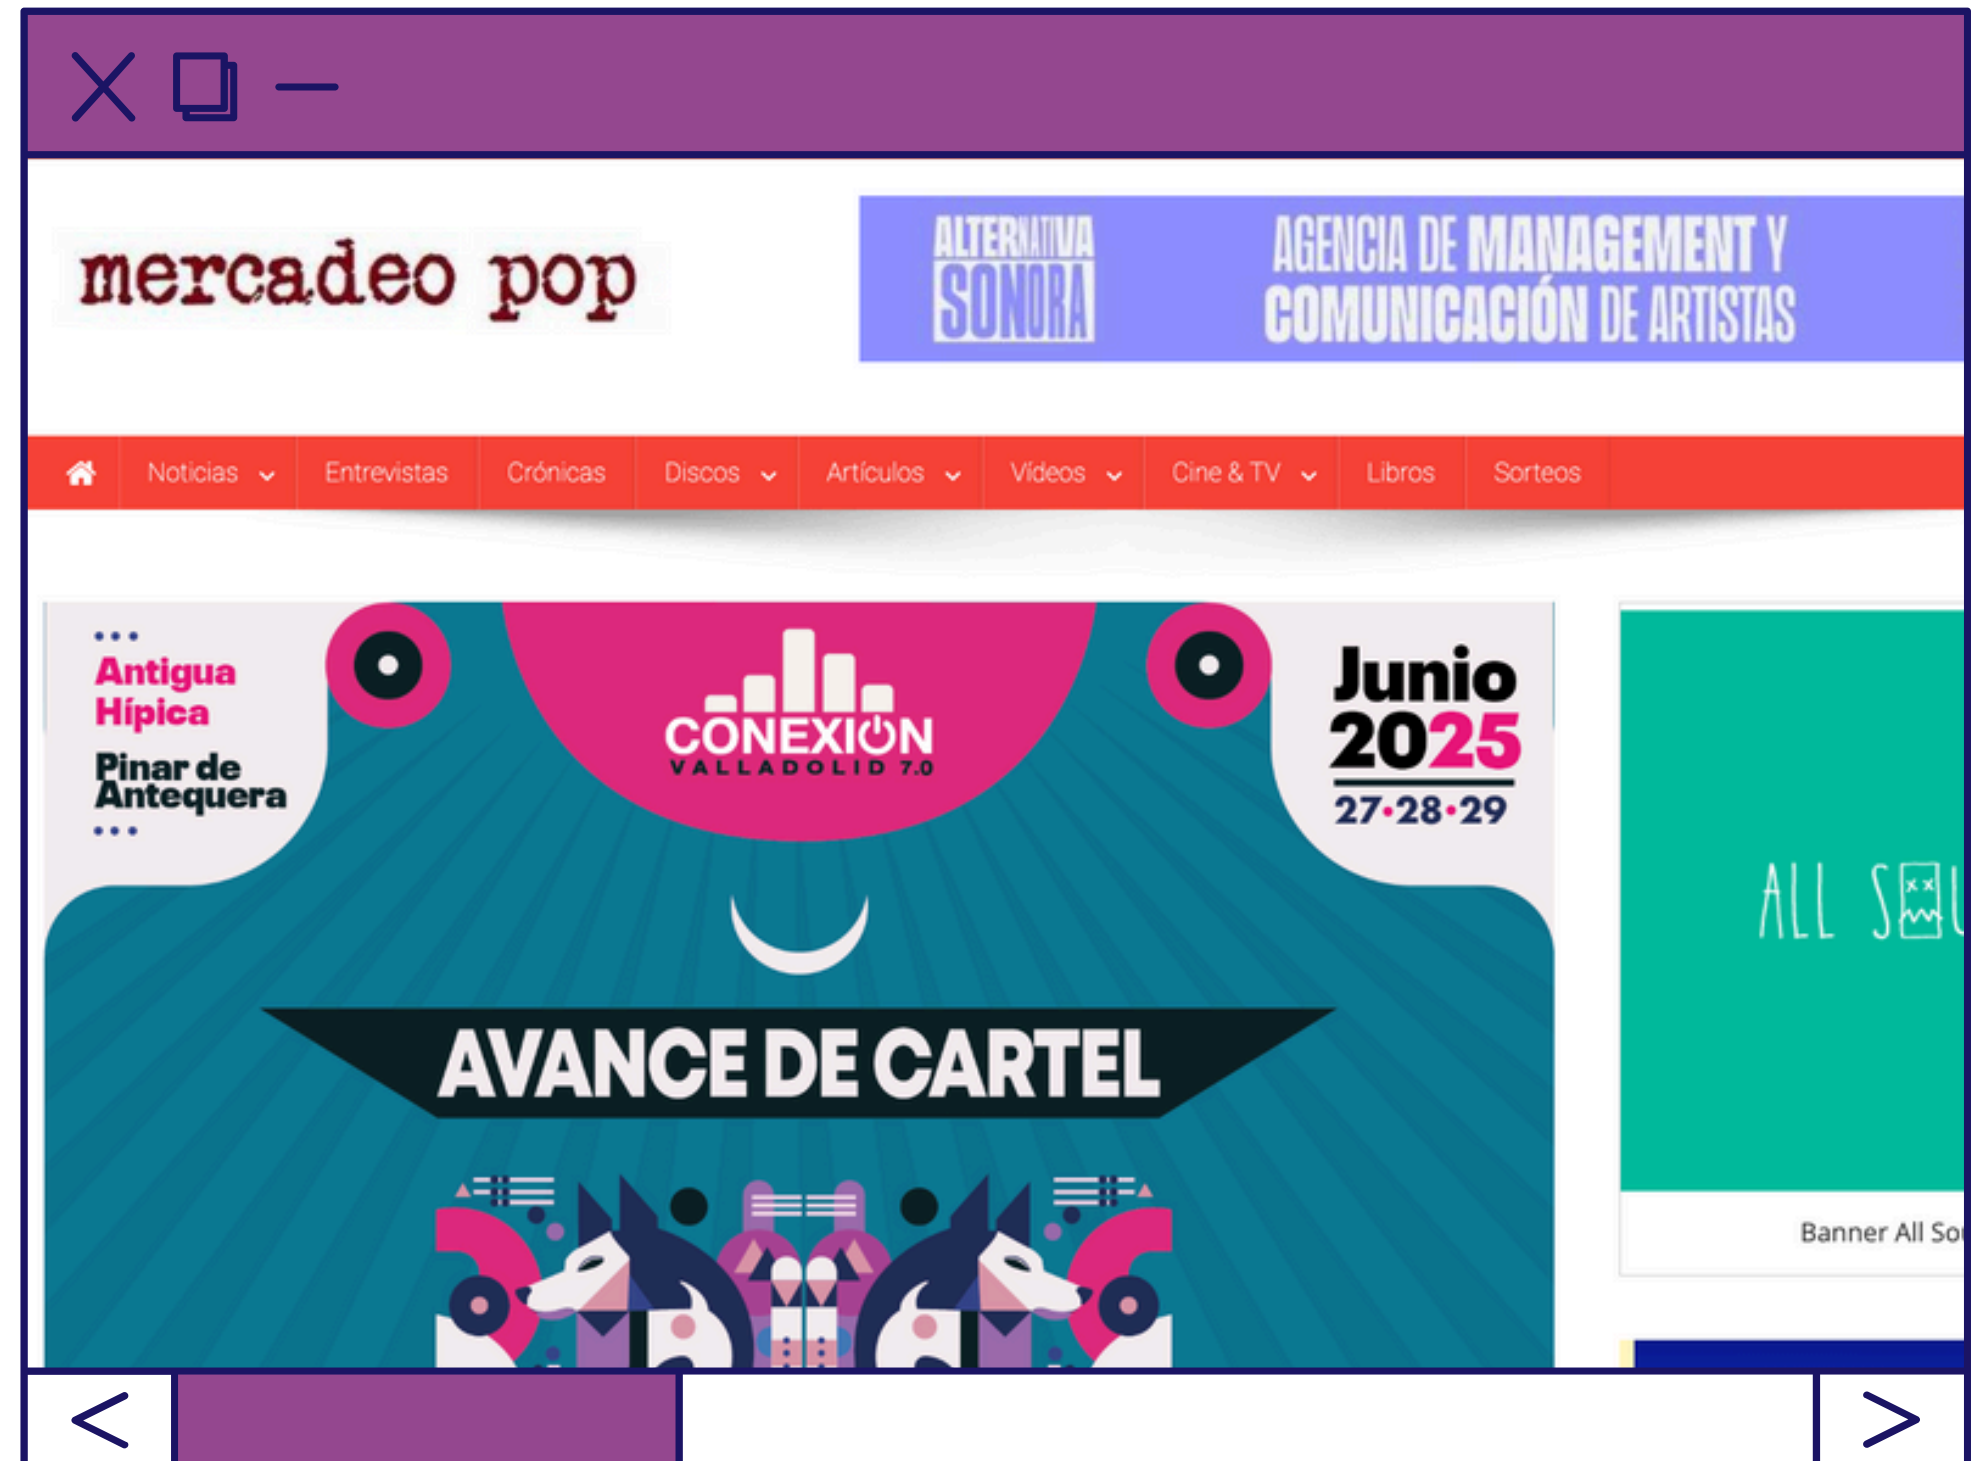 mercadeo pop
ALTERNATIVA
SONORA
AGENCIA DE MANAGEMENT Y
COMUNICACIÓN DE ARTISTAS
Noticias
Entrevistas
Crónicas
Discos
Artículos
Vídeos
Cine & TV
Libros
Sorteos
Antigua
Hípica
Pinar de
Antequera
CONEXIÓN
VALLADOLID 7.0
Junio
2025
27·28·29
AVANCE DE CARTEL
ALL
Banner All